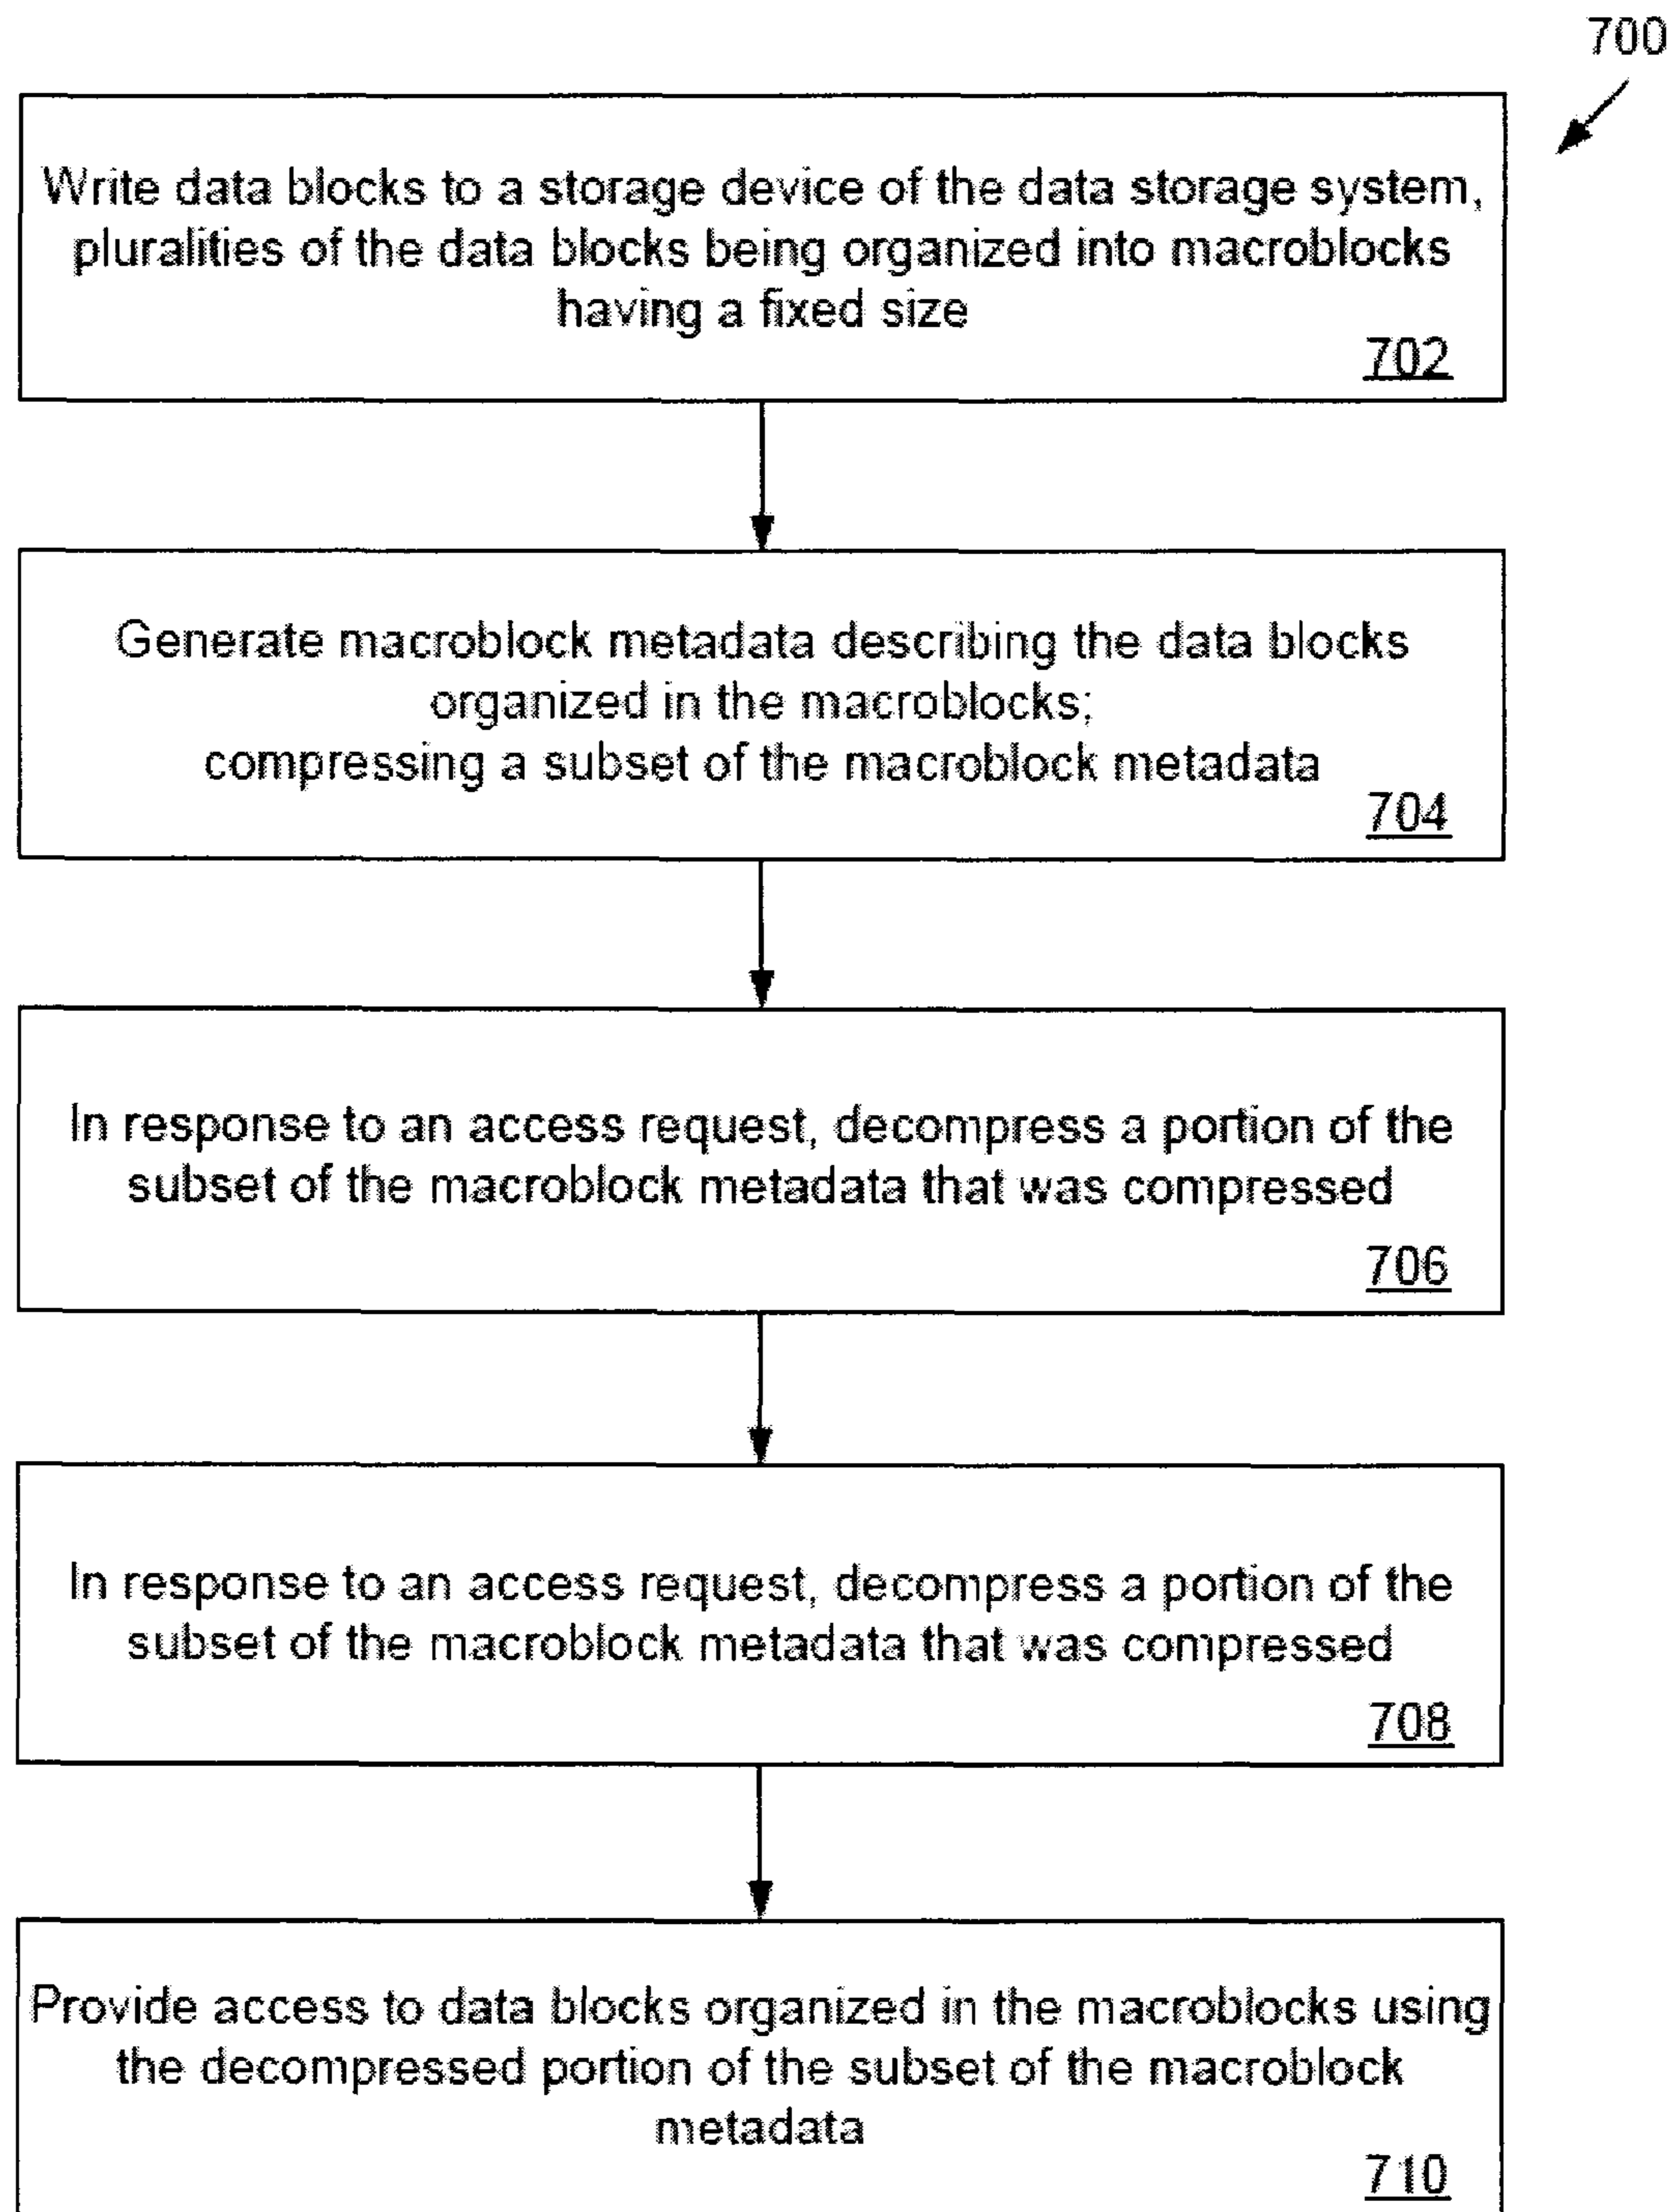 700
Write data blocks to a storage device of the data storage system,
pluralities of the data blocks being organized into macroblocks
having a fixed size
702
Generate macroblock metadata describing the data blocks
organized in the macroblocks;
compressing a subset of the macroblock metadata
704
In response to an access request, decompress a portion of the
subset of the macroblock metadata that was compressed
706
In response to an access request, decompress a portion of the
subset of the macroblock metadata that was compressed
708
Provide access to data blocks organized in the macroblocks using
the decompressed portion of the subset of the macroblock
metadata
710